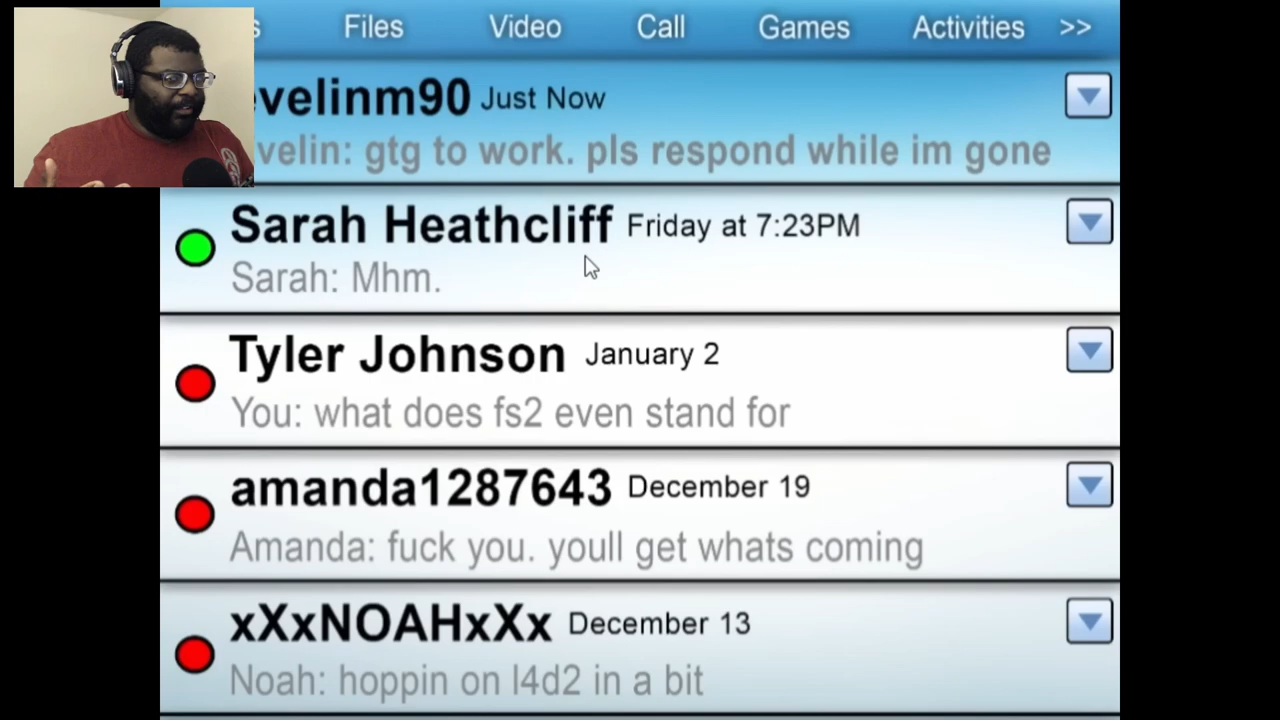 s Files Video Call Games Activities >>
evelinm90 Just Now
velin: gtg to work. pls respond while im gone
Sarah Heathcliff Friday at 7:23PM
Sarah: Mhm.
Tyler Johnson January 2
You: what does fs2 even stand for
amanda1287643 December 19
Amanda: fuck you. youll get whats coming
xXxNOAHxXx December 13
Noah: hoppin on l4d2 in a bit